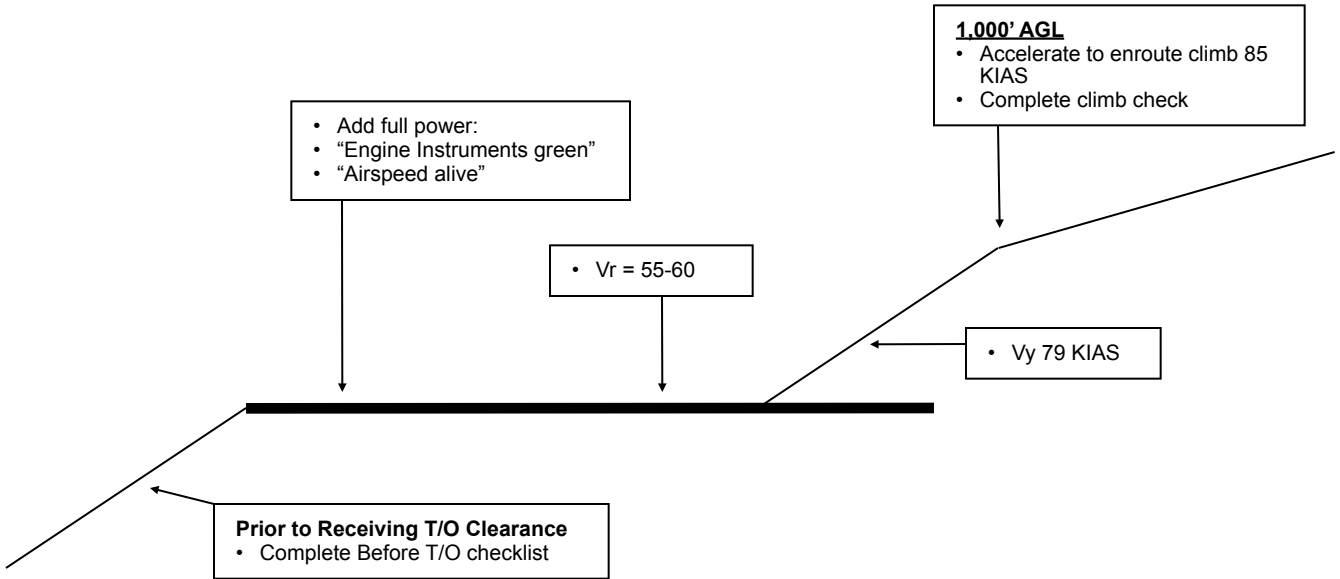 1,000’ AGL
• Accelerate to enroute climb 85
KIAS
• Complete climb check
• Add full power:
• “Engine Instruments green”
• “Airspeed alive”
• Vr = 55-60
• Vy 79 KIAS
Prior to Receiving T/O Clearance
• Complete Before T/O checklist